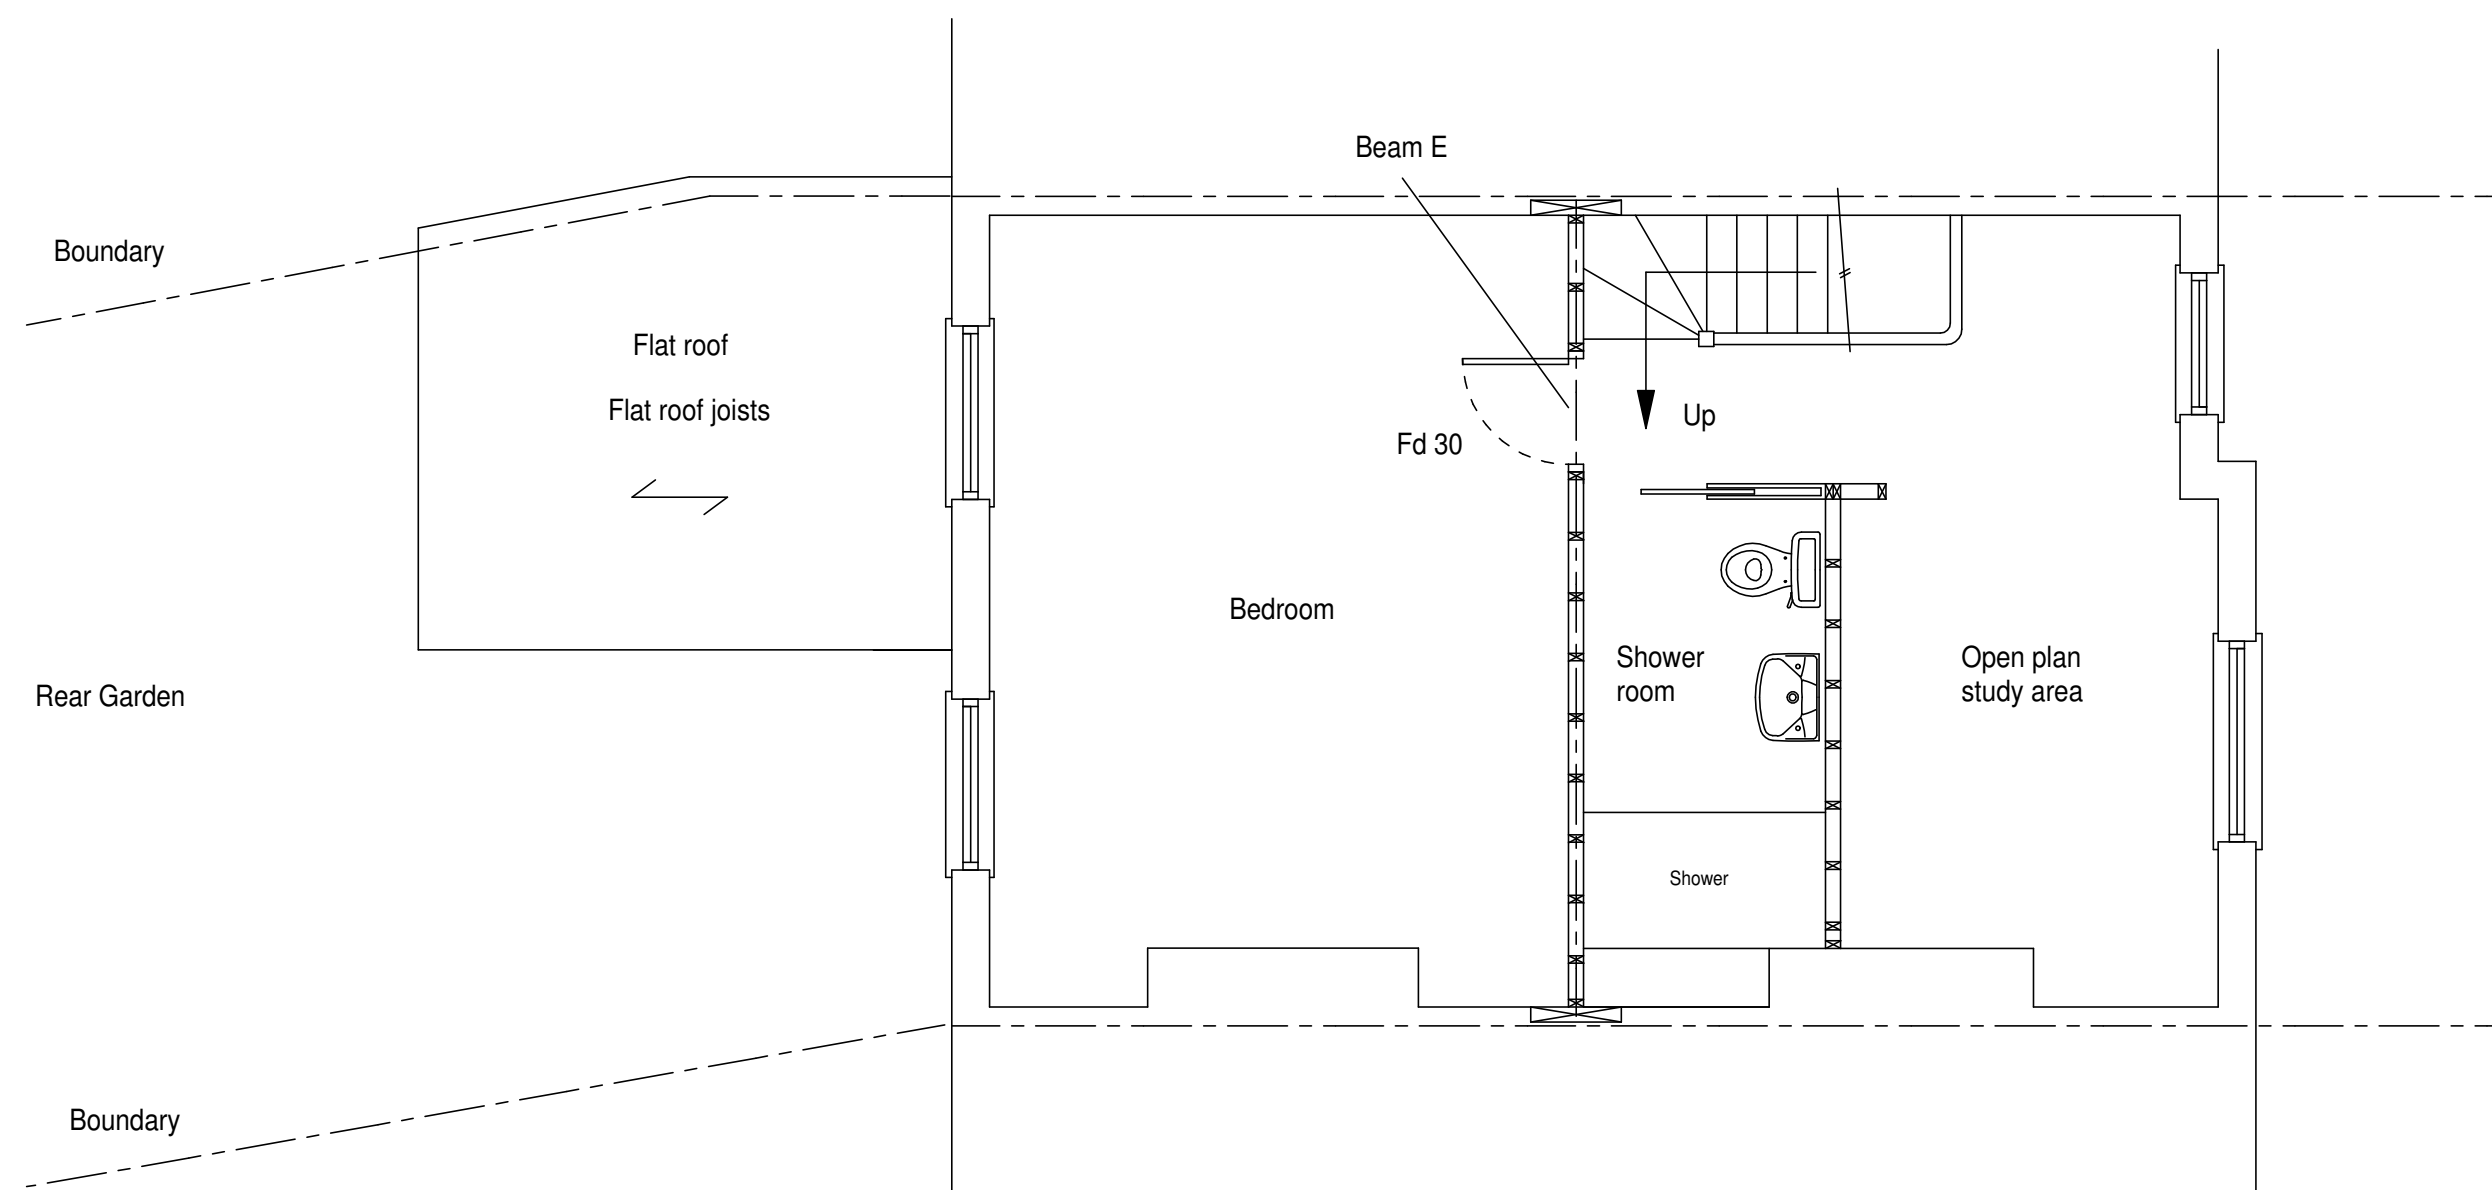 Beam E
Boundary
Flat roof
Flat roof joists
Fd 30
Up
Bedroom
Shower
room
Open plan
study area
Rear Garden
Shower
Boundary